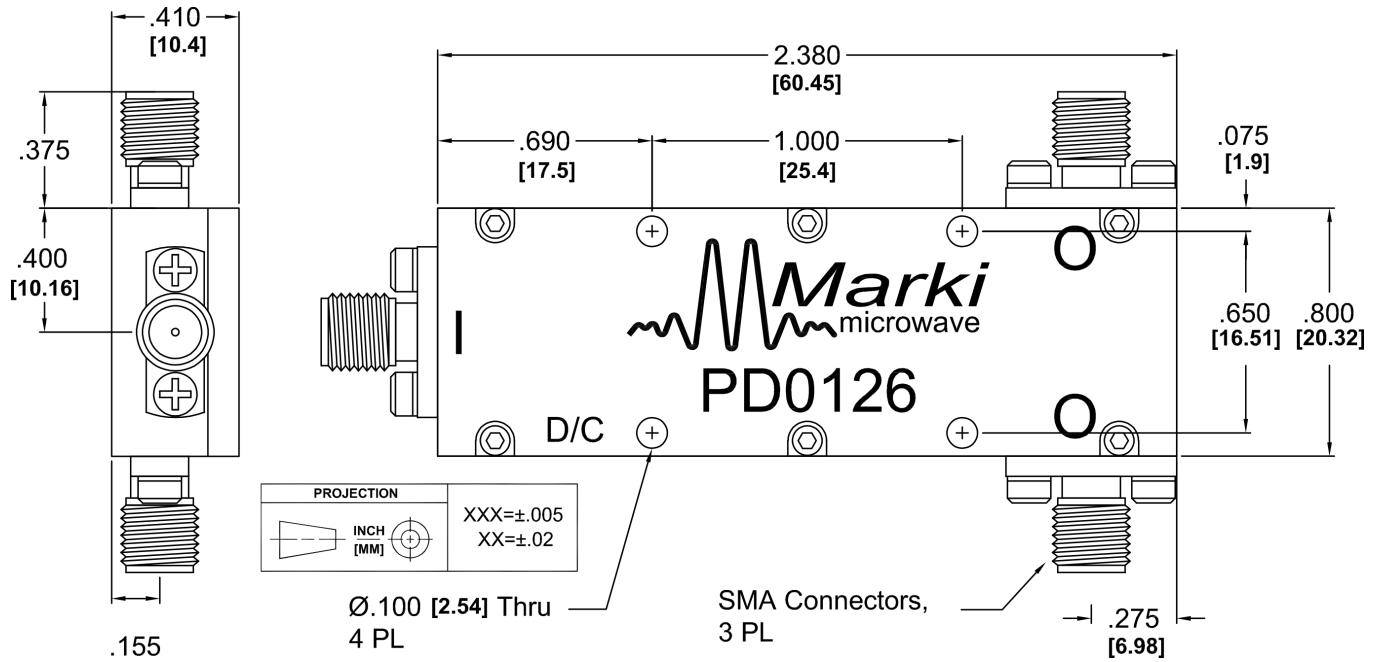 .410
[10.4]
2.380
[60.45]
.375
.690
[17.5]
1.000
[25.4]
.075
[1.9]
.400
[10.16]
I
O
Marki
microwave
PD0126
D/C
O
.650
[16.51]
.800
[20.32]
PROJECTION
INCH
[MM]
XXX=±.005
XX=±.02
Ø.100 [2.54] Thru
4 PL
SMA Connectors,
3 PL
.275
[6.98]
.155